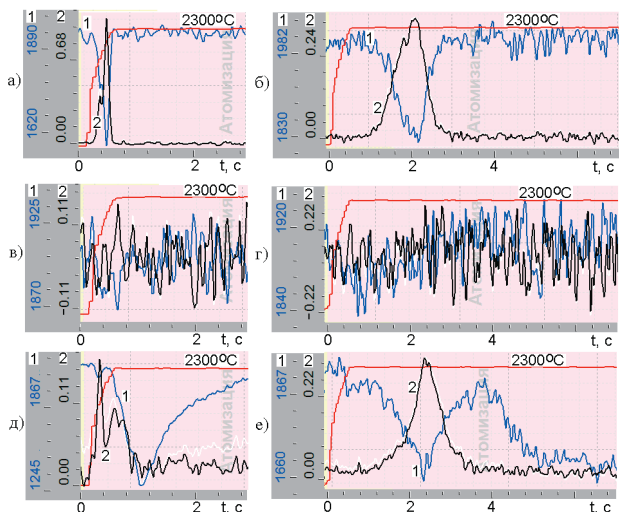 а)
1 2
1890
1620
0.68
0.00
1
2
2300ºC
Атомизация
0 2 t, c
б)
1982
1830
0.24
0.00
1
2
2300ºC
Атомизация
0 2 4 6 t, c
в)
1 2
1925
1870
0.11
-0.11
2300ºC
Атомизация
0 2 t, c
г)
1 2
1920
1840
0.22
-0.22
2300ºC
Атомизация
0 2 4 6 t, c
д)
1 2
1867
1245
0.11
0.00
1
2
2300ºC
Атомизация
0 2 t, c
е)
1 2
1867
1660
0.22
0.00
2
1
2300ºC
Атомизация
0 2 4 6 t, c